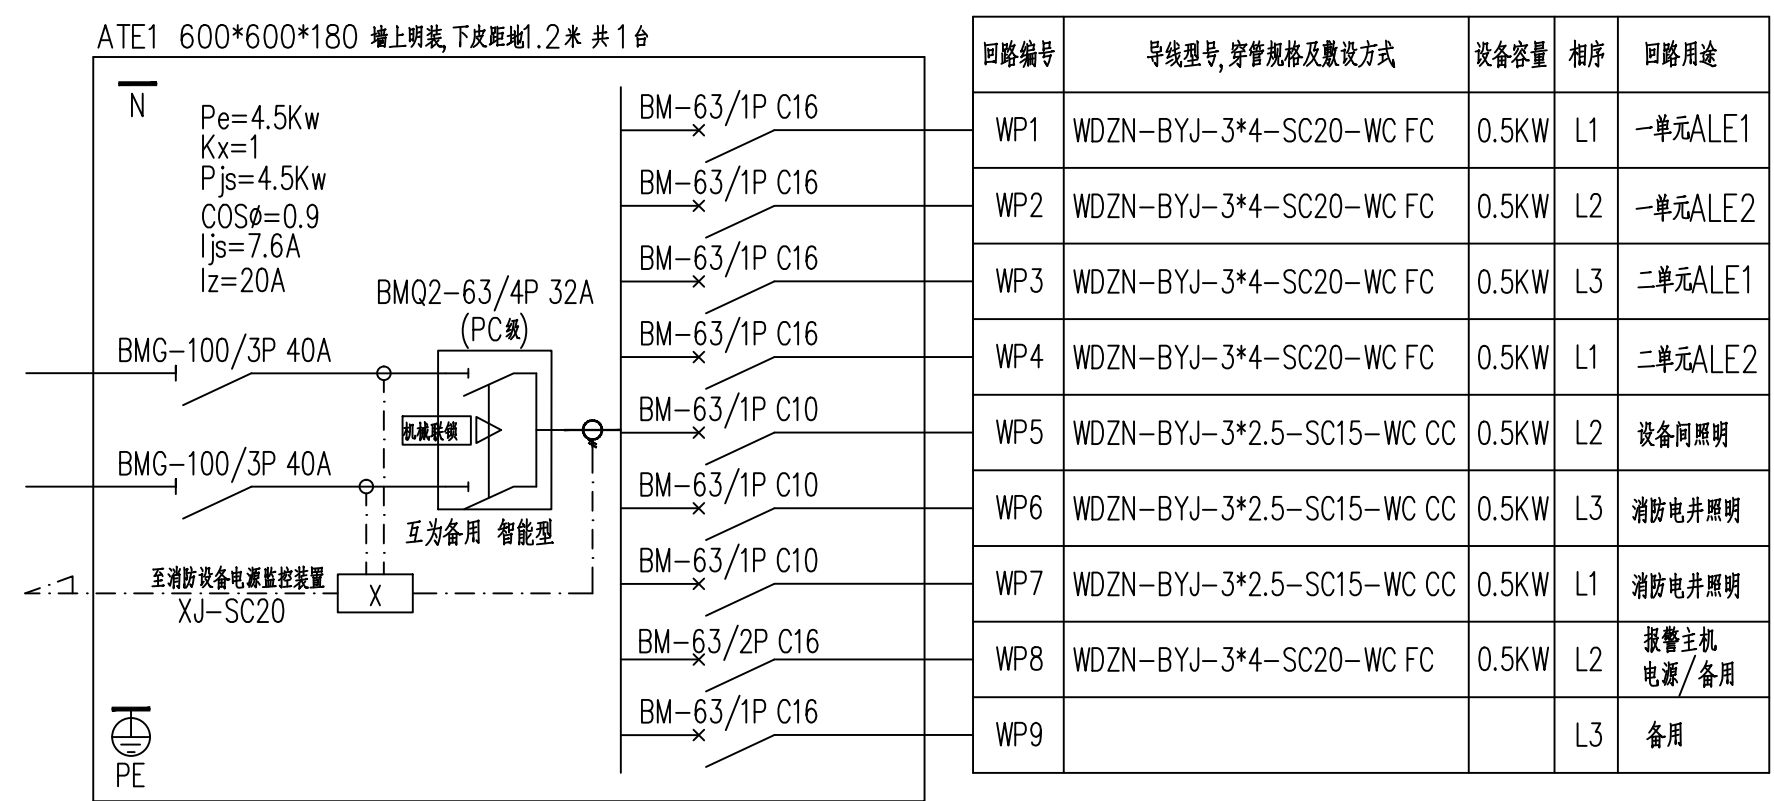 ATE1 600*600*180 墙上明装,下皮距地1.2米 共1台
N
Pe=4.5Kw
Kx=1
Pjs=4.5Kw
COSø=0.9
Ijs=7.6A
Iz=20A
BMQ2-63/4P 32A
(PC级)
BMG-100/3P 40A
机械联锁
BMG-100/3P 40A
互为备用 智能型
至消防设备电源监控装置
XJ-SC20
X
PE
BM-63/1P C16
BM-63/1P C16
BM-63/1P C16
BM-63/1P C16
BM-63/1P C10
BM-63/1P C10
BM-63/1P C10
BM-63/2P C16
BM-63/1P C16
回路编号 导线型号,穿管规格及敷设方式 设备容量 相序 回路用途
WP1 WDZN-BYJ-3*4-SC20-WC FC 0.5KW L1 一单元ALE1
WP2 WDZN-BYJ-3*4-SC20-WC FC 0.5KW L2 一单元ALE2
WP3 WDZN-BYJ-3*4-SC20-WC FC 0.5KW L3 二单元ALE1
WP4 WDZN-BYJ-3*4-SC20-WC FC 0.5KW L1 二单元ALE2
WP5 WDZN-BYJ-3*2.5-SC15-WC CC 0.5KW L2 设备间照明
WP6 WDZN-BYJ-3*2.5-SC15-WC CC 0.5KW L3 消防电井照明
WP7 WDZN-BYJ-3*2.5-SC15-WC CC 0.5KW L1 消防电井照明
WP8 WDZN-BYJ-3*4-SC20-WC FC 0.5KW L2 报警主机
电源/备用
WP9 L3 备用